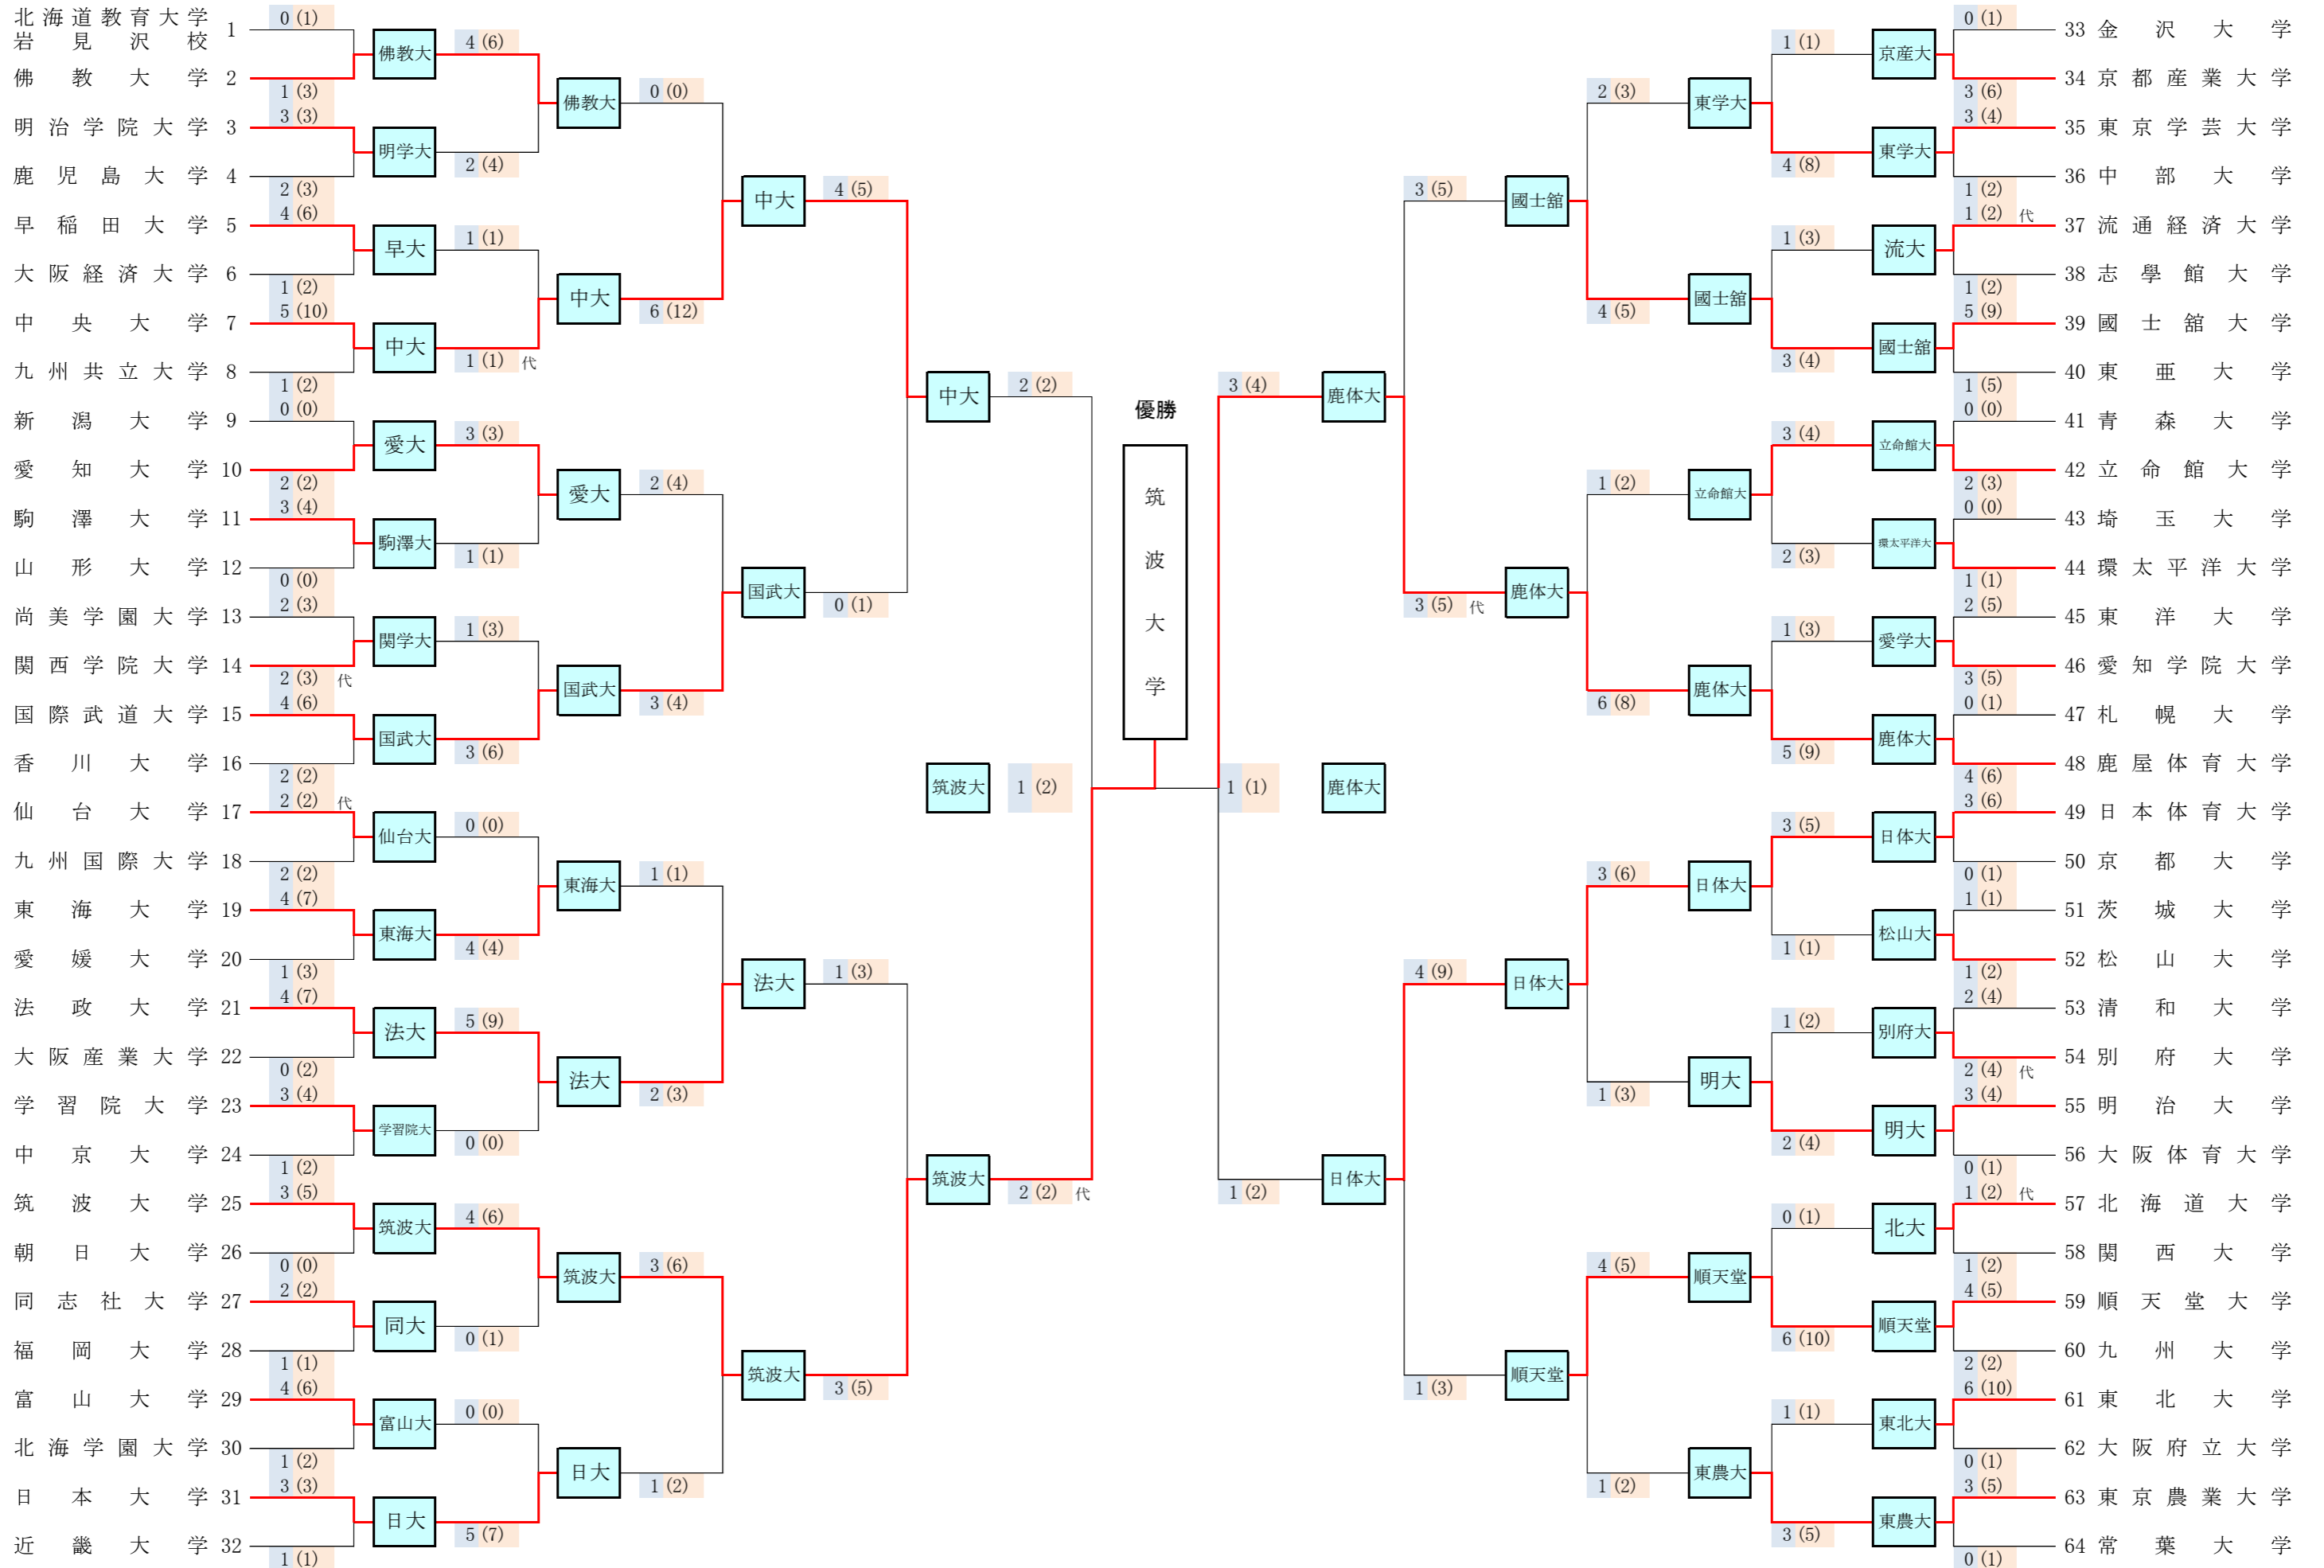 北海道教育大学
岩見沢校 1
0 (1)
佛教大
4 (6)
佛教大学 2
1 (3)
佛教大
0 (0)
3 (3)
明治学院大学 3
明学大
2 (4)
鹿児島大学 4
2 (3)
中大
4 (5)
4 (6)
早稲田大学 5
早大
1 (1)
大阪経済大学 6
1 (2)
中大
6 (12)
5 (10)
中央大学 7
中大
1 (1) 代
九州共立大学 8
1 (2)
中大
2 (2)
0 (0)
新潟大学 9
愛大
3 (3)
愛知大学 10
2 (2)
愛大
2 (4)
3 (4)
駒澤大学 11
駒澤大
1 (1)
山形大学 12
0 (0)
国武大
0 (1)
2 (3)
尚美学園大学 13
関学大
1 (3)
関西学院大学 14
2 (3) 代
国武大
3 (4)
4 (6)
国際武道大学 15
国武大
3 (6)
香川大学 16
2 (2)
筑波大
1 (2)
2 (2) 代
仙台大学 17
仙台大
0 (0)
九州国際大学 18
2 (2)
東海大
1 (1)
4 (7)
東海大学 19
東海大
4 (4)
愛媛大学 20
1 (3)
法大
1 (3)
4 (7)
法政大学 21
法大
5 (9)
大阪産業大学 22
0 (2)
法大
2 (3)
3 (4)
学習院大学 23
学習院大
0 (0)
中京大学 24
1 (2)
筑波大
2 (2) 代
3 (5)
筑波大学 25
筑波大
4 (6)
朝日大学 26
0 (0)
筑波大
3 (6)
2 (2)
同志社大学 27
同大
0 (1)
福岡大学 28
1 (1)
筑波大
3 (5)
4 (6)
富山大学 29
富山大
0 (0)
北海学園大学 30
1 (2)
日大
1 (2)
3 (3)
日本大学 31
日大
5 (7)
近畿大学 32
1 (1)
優勝
筑波大学
0 (1)
33 金沢大学
京産大
1 (1)
34 京都産業大学
3 (6)
東学大
2 (3)
3 (4)
35 東京学芸大学
東学大
4 (8)
36 中部大学
1 (2)
國士舘
3 (5)
1 (2) 代
37 流通経済大学
流大
1 (3)
38 志學館大学
1 (2)
國士舘
4 (5)
5 (9)
39 國士舘大学
國士舘
3 (4)
40 東亜大学
1 (5)
鹿体大
3 (4)
0 (0)
41 青森大学
立命館大
3 (4)
42 立命館大学
2 (3)
立命館大
1 (2)
0 (0)
43 埼玉大学
環太平洋大
2 (3)
44 環太平洋大学
1 (1)
鹿体大
3 (5) 代
2 (5)
45 東洋大学
愛学大
1 (3)
46 愛知学院大学
3 (5)
鹿体大
6 (8)
0 (1)
47 札幌大学
鹿体大
5 (9)
48 鹿屋体育大学
4 (6)
鹿体大
1 (1)
3 (6)
49 日本体育大学
日体大
3 (5)
50 京都大学
0 (1)
日体大
3 (6)
1 (1)
51 茨城大学
松山大
1 (1)
52 松山大学
1 (2)
日体大
4 (9)
2 (4)
53 清和大学
別府大
1 (2)
54 別府大学
2 (4) 代
明大
1 (3)
3 (4)
55 明治大学
明大
2 (4)
56 大阪体育大学
0 (1)
日体大
1 (2)
1 (2) 代
57 北海道大学
北大
0 (1)
58 関西大学
1 (2)
順天堂
4 (5)
4 (5)
59 順天堂大学
順天堂
6 (10)
60 九州大学
2 (2)
順天堂
1 (3)
6 (10)
61 東北大学
東北大
1 (1)
62 大阪府立大学
0 (1)
東農大
1 (2)
3 (5)
63 東京農業大学
東農大
3 (5)
64 常葉大学
0 (1)